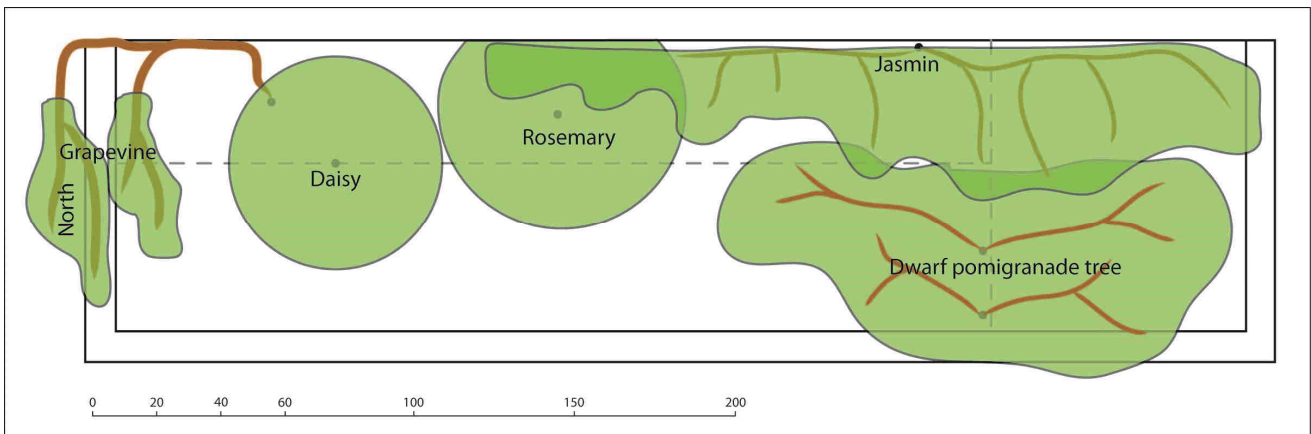 Jasmin
Rosemary
Grapevine
Daisy
North
Dwarf pomigranade tree
0 20 40 60 100 150 200